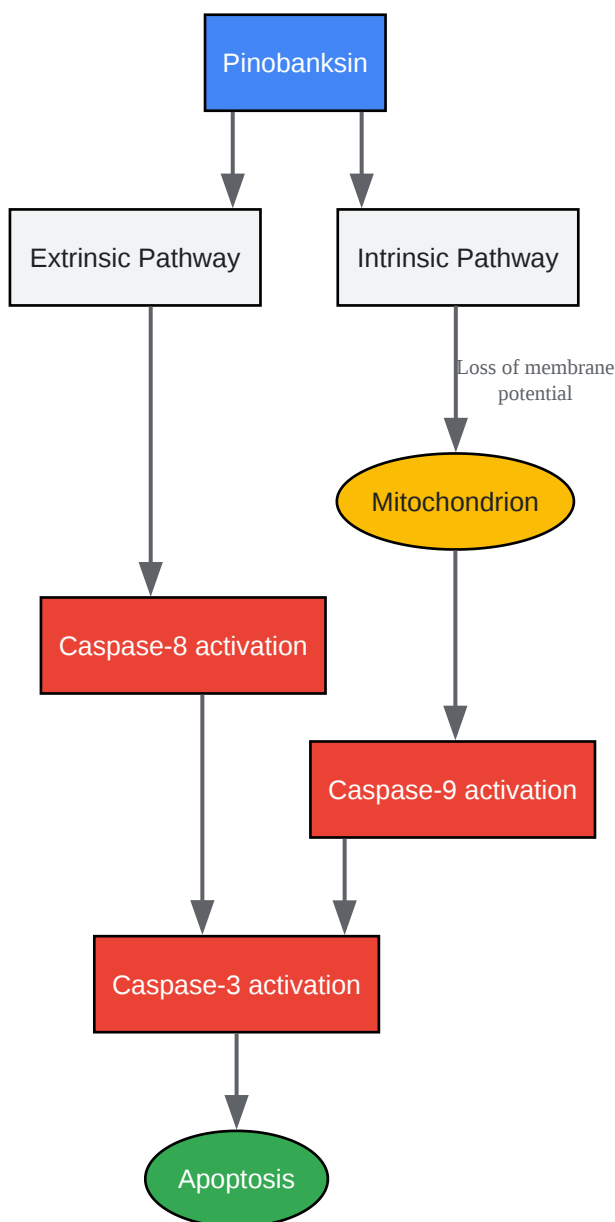 Pinobanksin
Extrinsic Pathway
Intrinsic Pathway
Loss of membrane
potential
Mitochondrion
Caspase-8 activation
Caspase-9 activation
Caspase-3 activation
Apoptosis